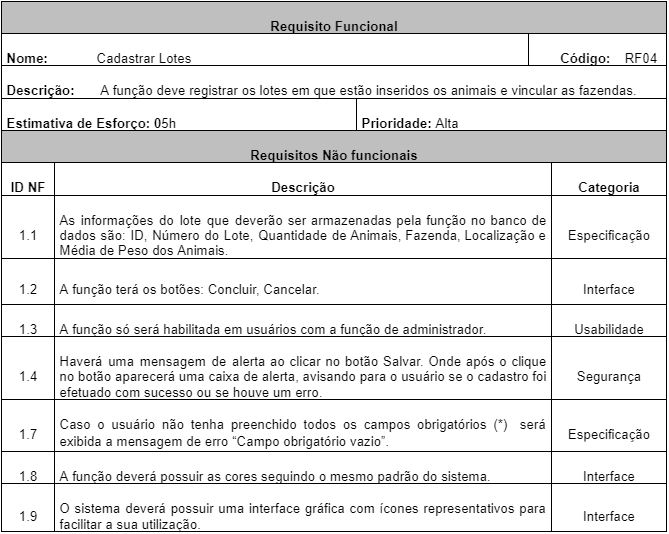 Requisito Funcional
Nome: Cadastrar Lotes Código: RF04
Descrição: A função deve registrar os lotes em que estão inseridos os animais e vincular as fazendas.
Estimativa de Esforço: 05h Prioridade: Alta
Requisitos Não funcionais
ID NF Descrição Categoria
1.1 As informações do lote que deverão ser armazenadas pela função no banco de
dados são: ID, Número do Lote, Quantidade de Animais, Fazenda, Localização e
Média de Peso dos Animais.
Especificação
1.2 A função terá os botões: Concluir, Cancelar. Interface
1.3 A função só será habilitada em usuários com a função de administrador. Usabilidade
1.4 Haverá uma mensagem de alerta ao clicar no botão Salvar. Onde após o clique
no botão aparecerá uma caixa de alerta, avisando para o usuário se o cadastro foi
efetuado com sucesso ou se houve um erro.
Segurança
1.7 Caso o usuário não tenha preenchido todos os campos obrigatórios (*) será
exibida a mensagem de erro “Campo obrigatório vazio”.
Especificação
1.8 A função deverá possuir as cores seguindo o mesmo padrão do sistema. Interface
1.9 O sistema deverá possuir uma interface gráfica com ícones representativos para
facilitar a sua utilização.
Interface